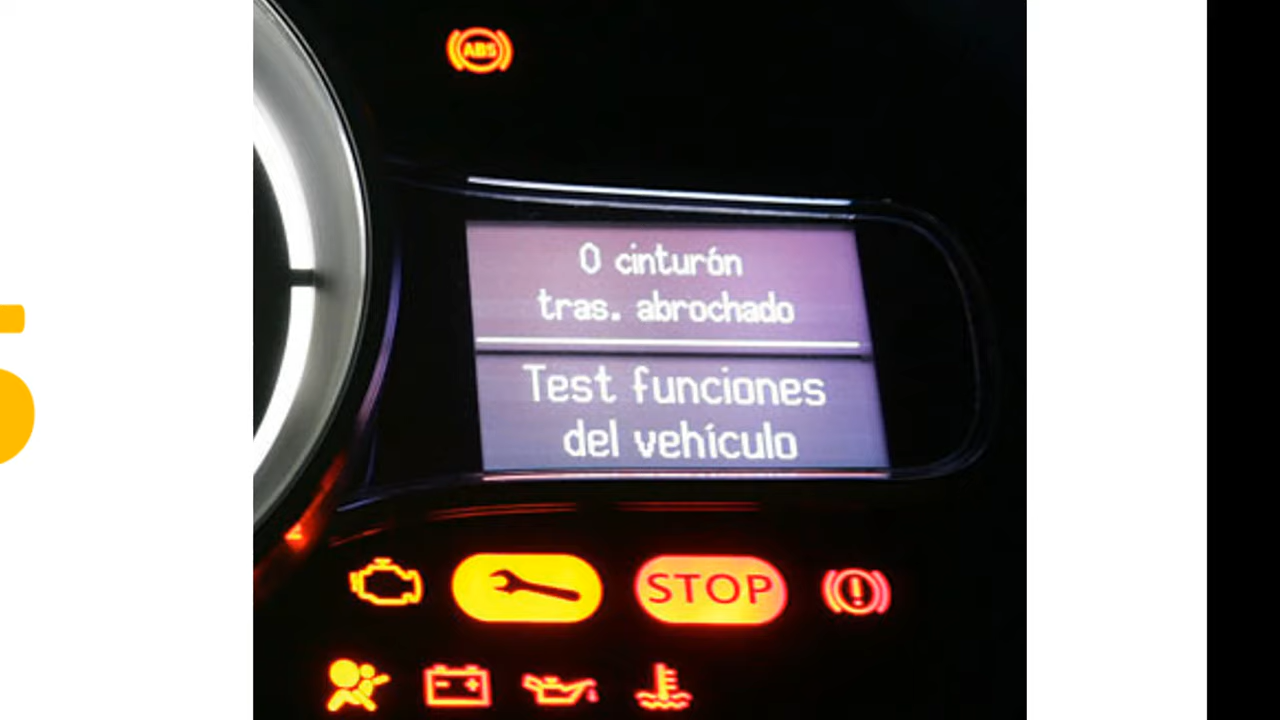 ABS
0 cinturón
tras. abrochado
Test funciones
del vehículo
STOP